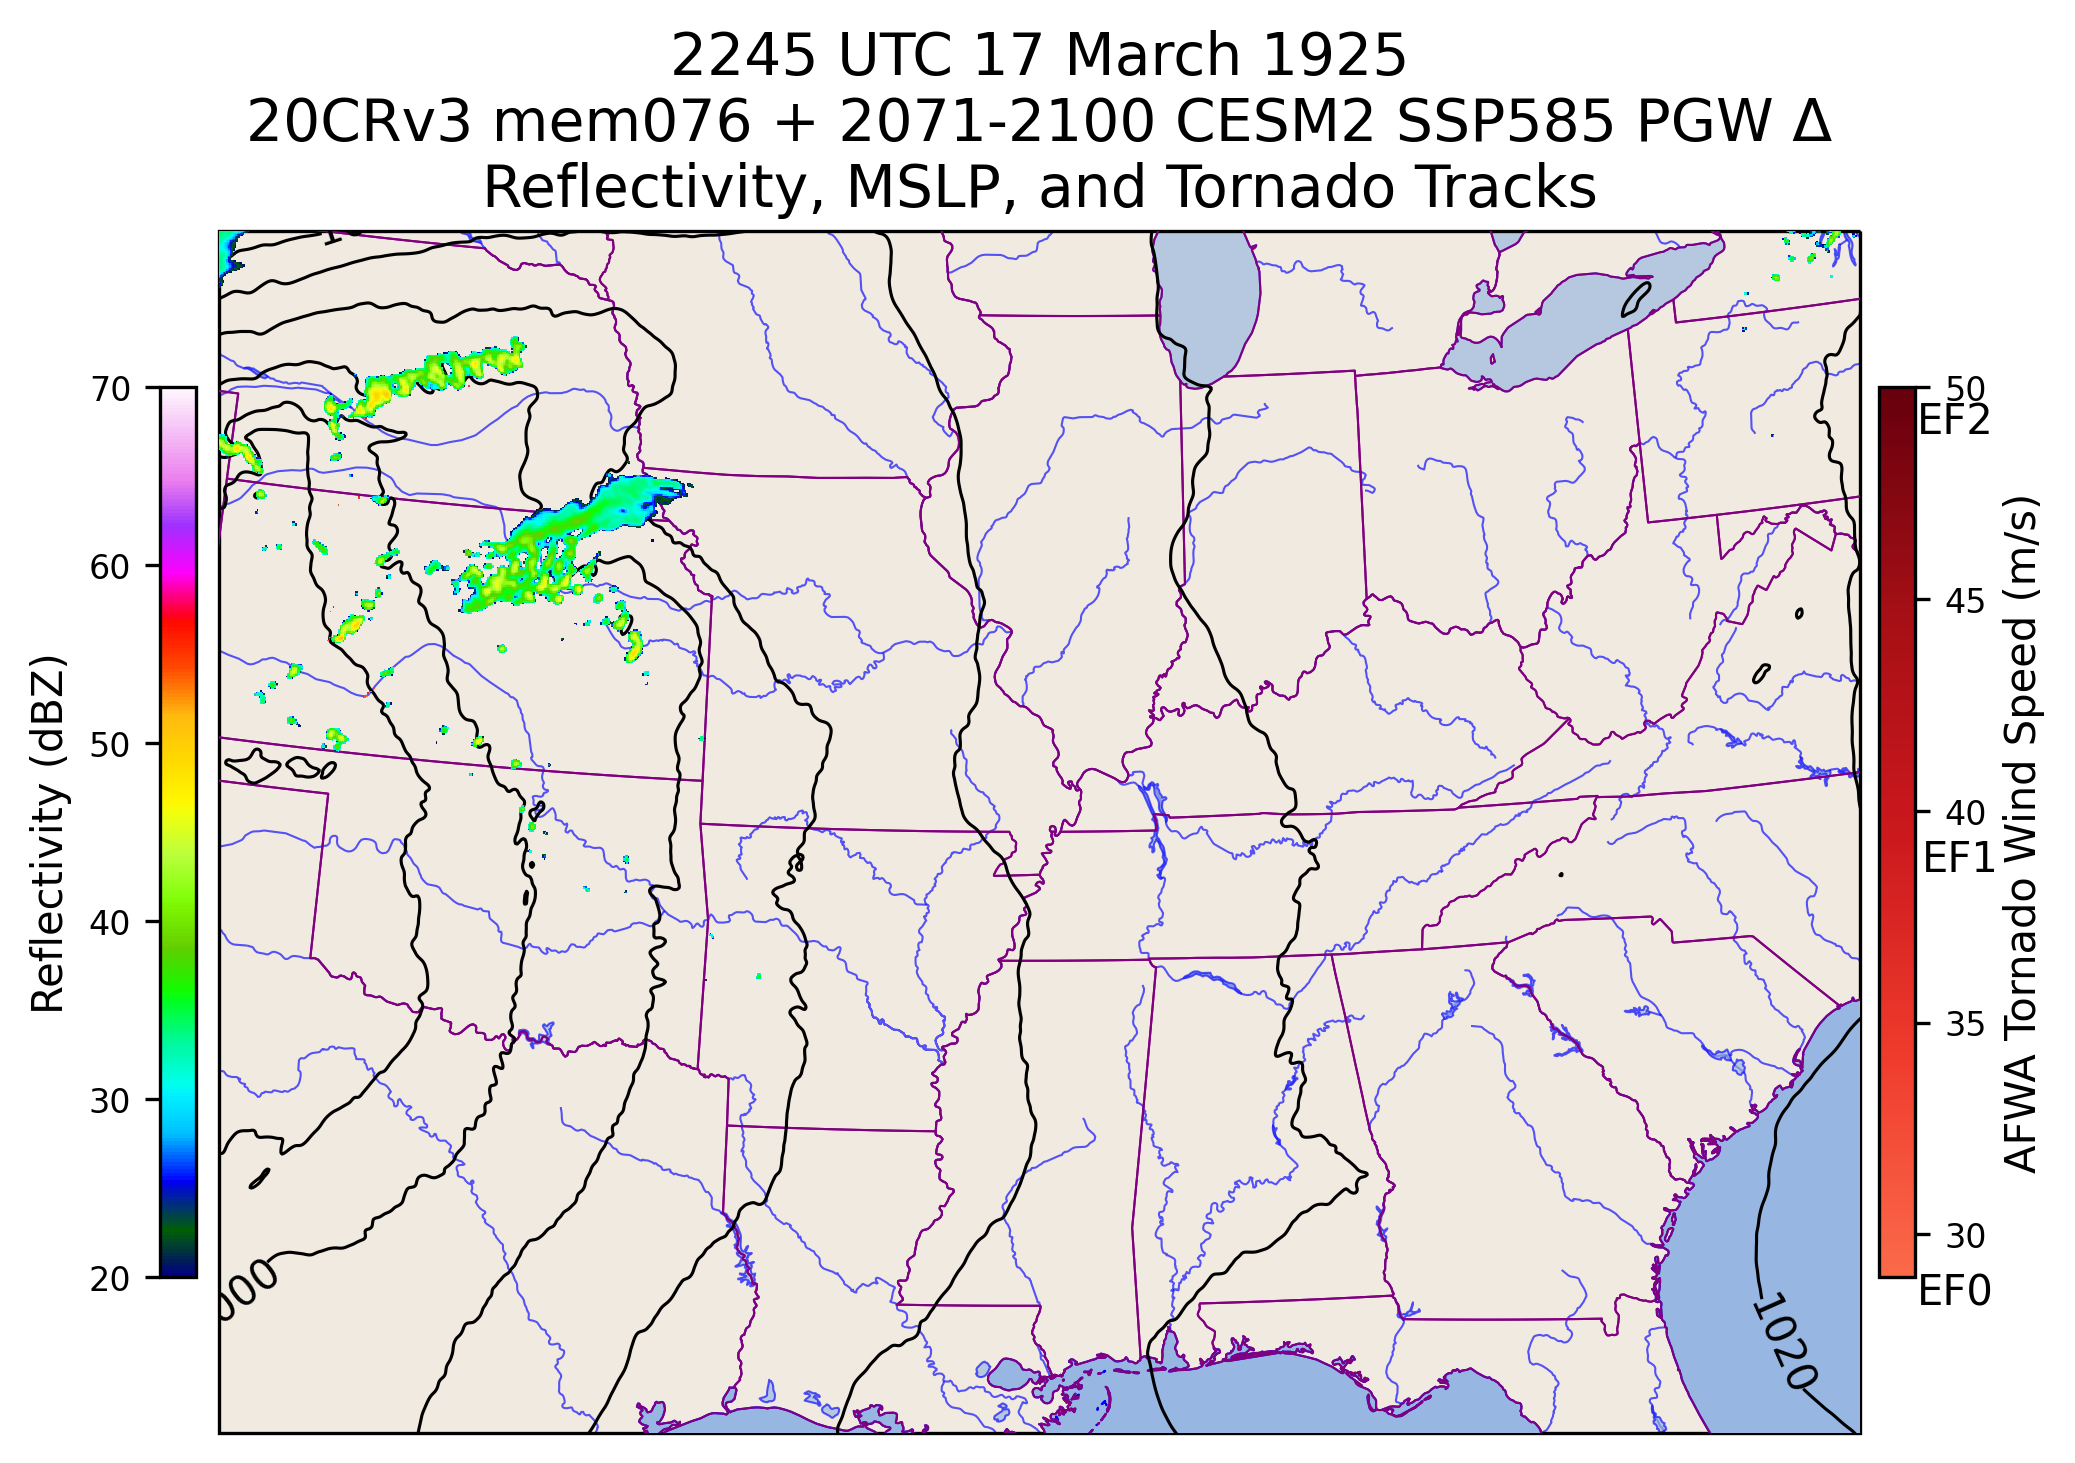 2245 UTC 17 March 1925
20CRv3 mem076 + 2071-2100 CESM2 SSP585 PGW Δ
Reflectivity, MSLP, and Tornado Tracks
70
60
50
40
30
20
Reflectivity (dBZ)
000
1020
50
EF2
45
40
EF1
35
30
EF0
AFWA Tornado Wind Speed (m/s)